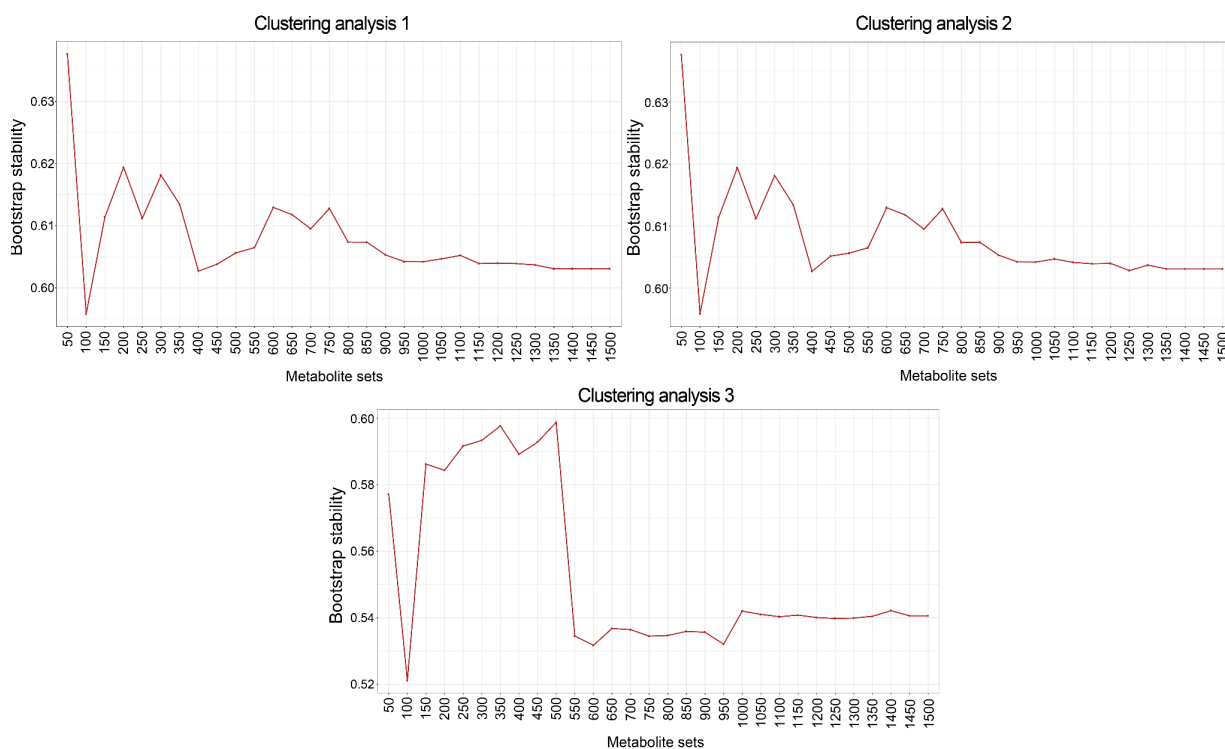 Clustering analysis 1
Bootstrap stability
0.63
0.62
0.61
0.60
50 100 150 200 250 300 350 400 450 500 550 600 650 700 750 800 850 900 950 1000 1050 1100 1150 1200 1250 1300 1350 1400 1450 1500
Metabolite sets
Clustering analysis 2
Bootstrap stability
0.63
0.62
0.61
0.60
50 100 150 200 250 300 350 400 450 500 550 600 650 700 750 800 850 900 950 1000 1050 1100 1150 1200 1250 1300 1350 1400 1450 1500
Metabolite sets
Clustering analysis 3
Bootstrap stability
0.60
0.58
0.56
0.54
0.52
50 100 150 200 250 300 350 400 450 500 550 600 650 700 750 800 850 900 950 1000 1050 1100 1150 1200 1250 1300 1350 1400 1450 1500
Metabolite sets